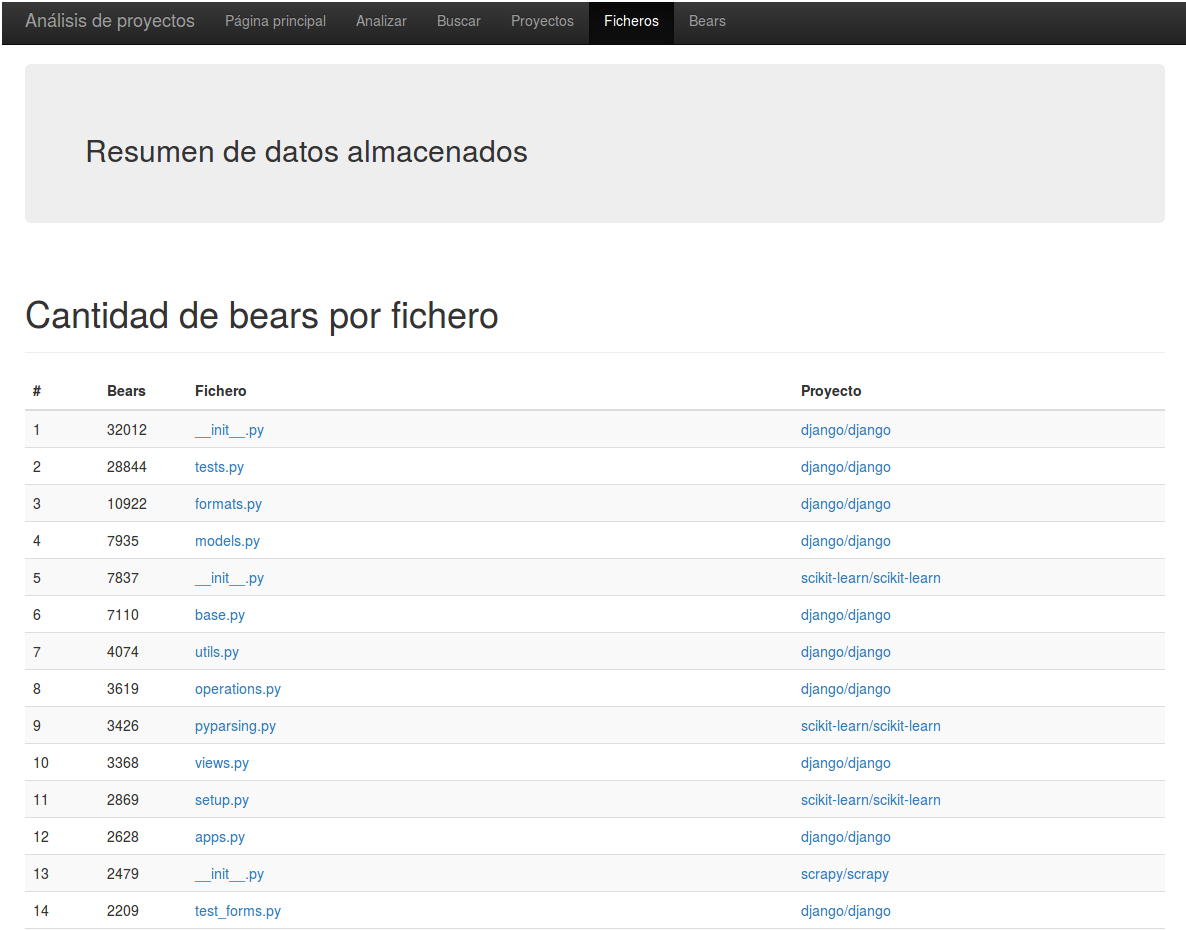 Análisis de proyectos Página principal Analizar Buscar Proyectos Ficheros Bears
Resumen de datos almacenados
Cantidad de bears por fichero
# Bears Fichero Proyecto
1 32012 __init__.py django/django
2 28844 tests.py django/django
3 10922 formats.py django/django
4 7935 models.py django/django
5 7837 __init__.py scikit-learn/scikit-learn
6 7110 base.py django/django
7 4074 utils.py django/django
8 3619 operations.py django/django
9 3426 pyparsing.py scikit-learn/scikit-learn
10 3368 views.py django/django
11 2869 setup.py scikit-learn/scikit-learn
12 2628 apps.py django/django
13 2479 __init__.py scrapy/scrapy
14 2209 test_forms.py django/django